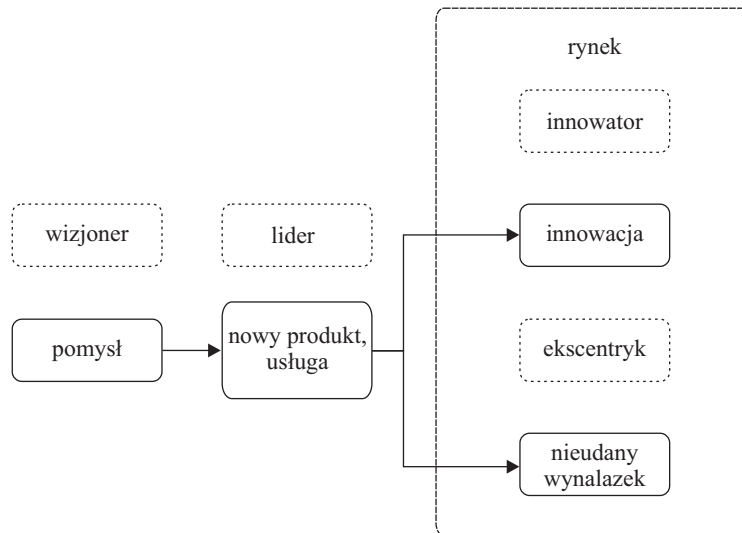 rynek
innowator
wizjoner
lider
innowacja
pomysł
nowy produkt,
usługa
ekscentryk
nieudany
wynalazek